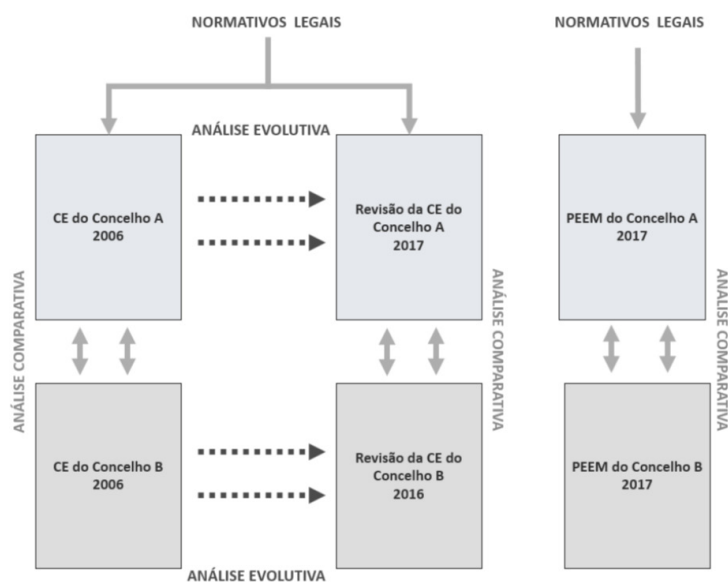 NORMATIVOS LEGAIS
NORMATIVOS LEGAIS
ANÁLISE EVOLUTIVA
CE do Concelho A
2006
Revisão da CE do
Concelho A
2017
PEEM do Concelho A
2017
ANÁLISE COMPARATIVA
ANÁLISE COMPARATIVA
ANÁLISE COMPARATIVA
CE do Concelho B
2006
Revisão da CE do
Concelho B
2016
PEEM do Concelho B
2017
ANÁLISE EVOLUTIVA